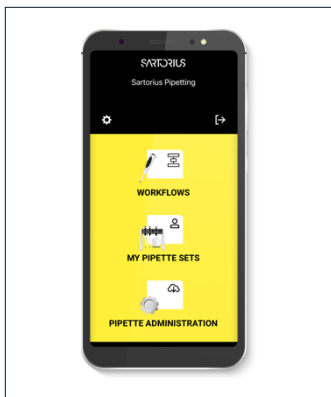 SARTORIUS
Sartorius Pipetting
WORKFLOWS
MY PIPETTE SETS
PIPETTE ADMINISTRATION